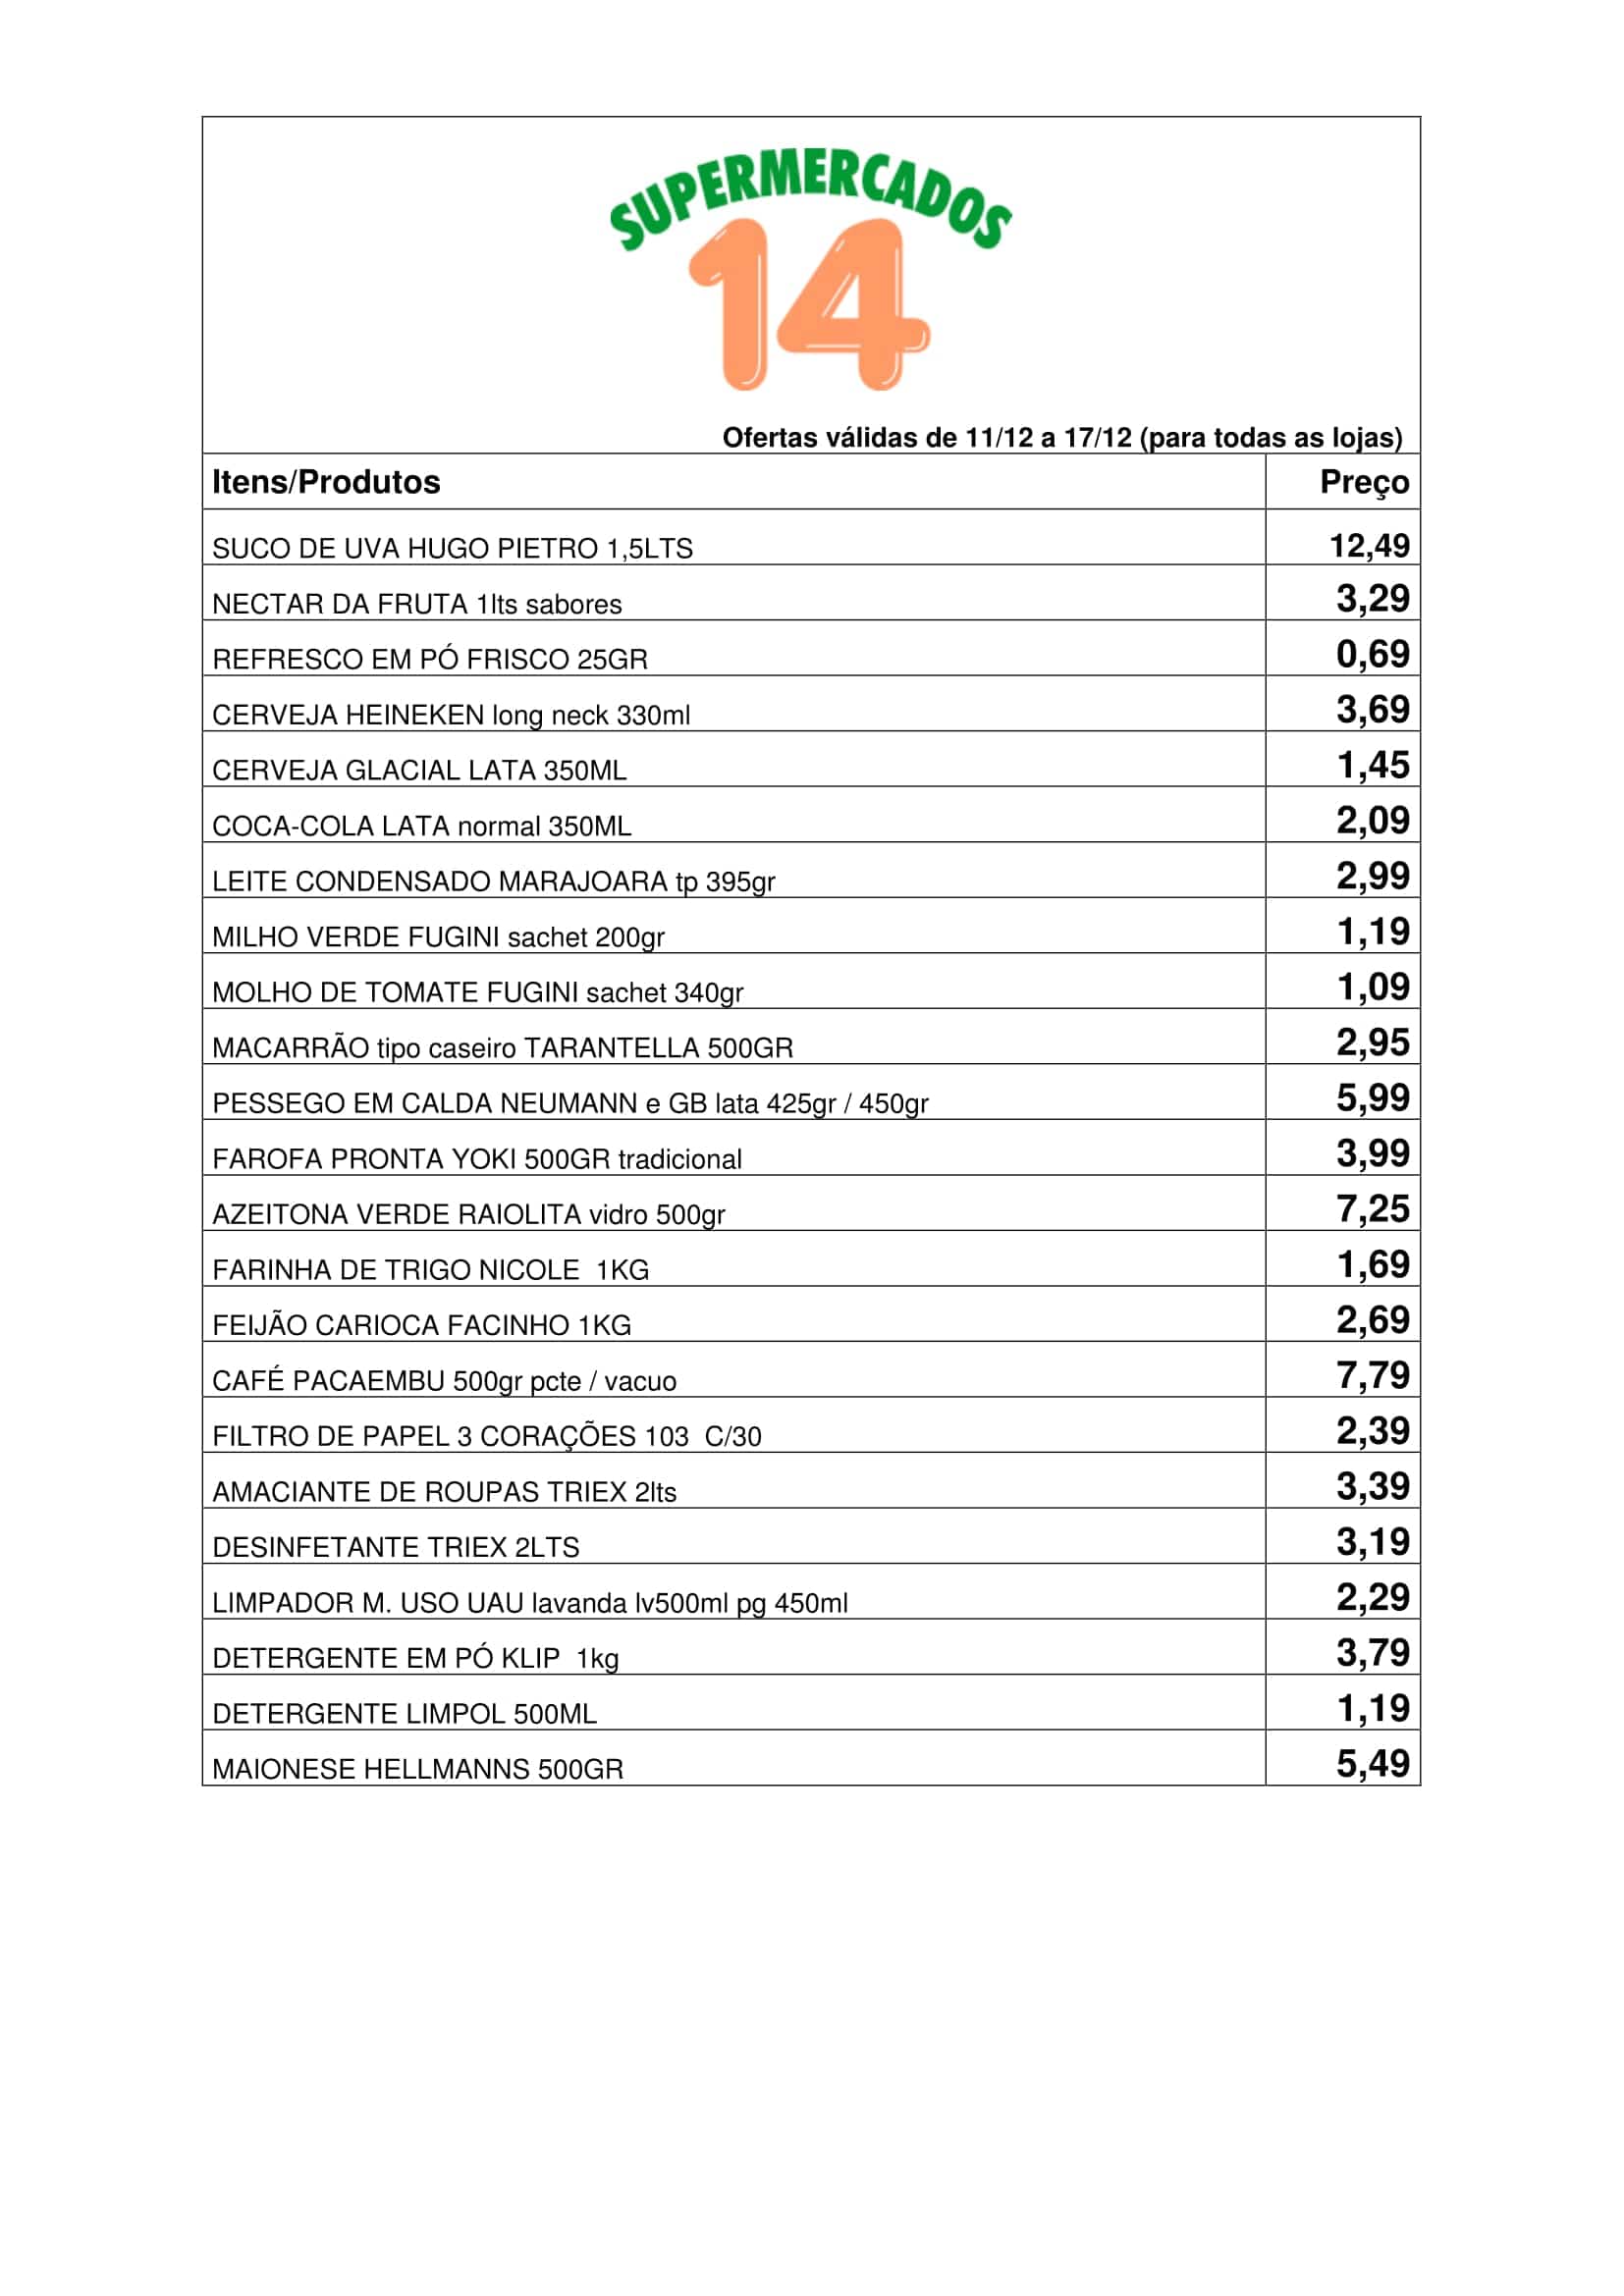 SUPERMERCADOS
14
Ofertas válidas de 11/12 a 17/12 (para todas as lojas)
Itens/Produtos Preço
SUCO DE UVA HUGO PIETRO 1,5LTS 12,49
NECTAR DA FRUTA 1lts sabores 3,29
REFRESCO EM PÓ FRISCO 25GR 0,69
CERVEJA HEINEKEN long neck 330ml 3,69
CERVEJA GLACIAL LATA 350ML 1,45
COCA-COLA LATA normal 350ML 2,09
LEITE CONDENSADO MARAJOARA tp 395gr 2,99
MILHO VERDE FUGINI sachet 200gr 1,19
MOLHO DE TOMATE FUGINI sachet 340gr 1,09
MACARRÃO tipo caseiro TARANTELLA 500GR 2,95
PESSEGO EM CALDA NEUMANN e GB lata 425gr / 450gr 5,99
FAROFA PRONTA YOKI 500GR tradicional 3,99
AZEITONA VERDE RAIOLITA vidro 500gr 7,25
FARINHA DE TRIGO NICOLE  1KG 1,69
FEIJÃO CARIOCA FACINHO 1KG 2,69
CAFÉ PACAEMBU 500gr pcte / vacuo 7,79
FILTRO DE PAPEL 3 CORAÇÕES 103  C/30 2,39
AMACIANTE DE ROUPAS TRIEX 2lts 3,39
DESINFETANTE TRIEX 2LTS 3,19
LIMPADOR M. USO UAU lavanda lv500ml pg 450ml 2,29
DETERGENTE EM PÓ KLIP  1kg 3,79
DETERGENTE LIMPOL 500ML 1,19
MAIONESE HELLMANNS 500GR 5,49